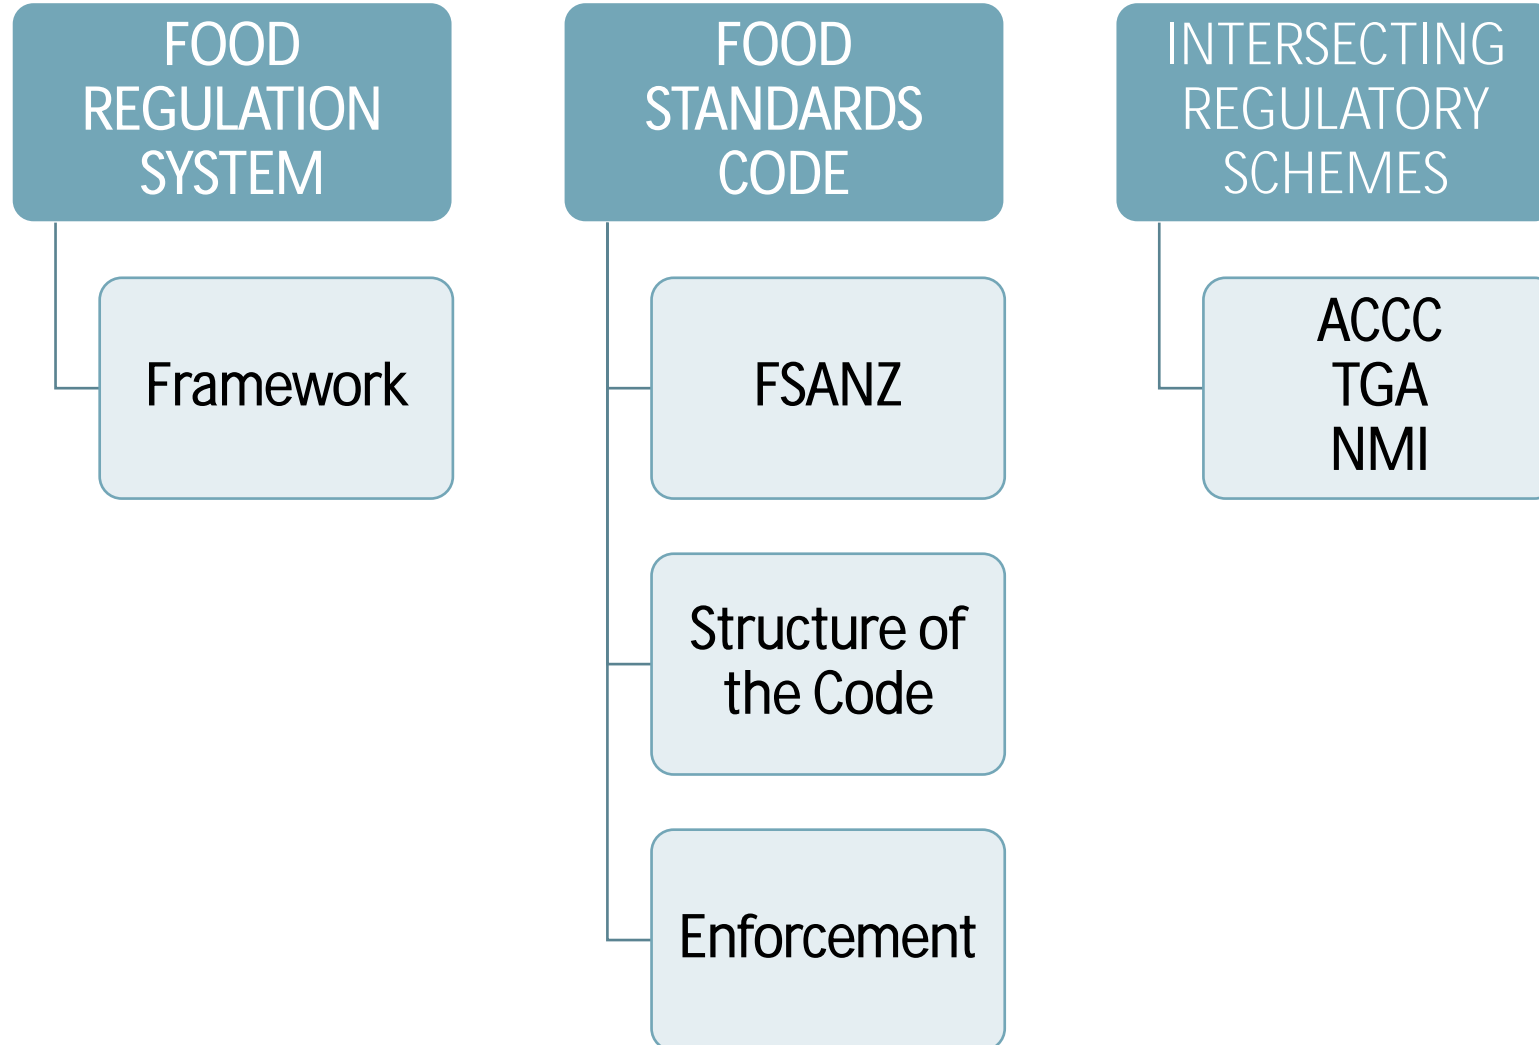 FOOD
REGULATION
SYSTEM
Framework
FOOD
STANDARDS
CODE
FSANZ
Structure of
the Code
Enforcement
INTERSECTING
REGULATORY
SCHEMES
ACCC
TGA
NMI